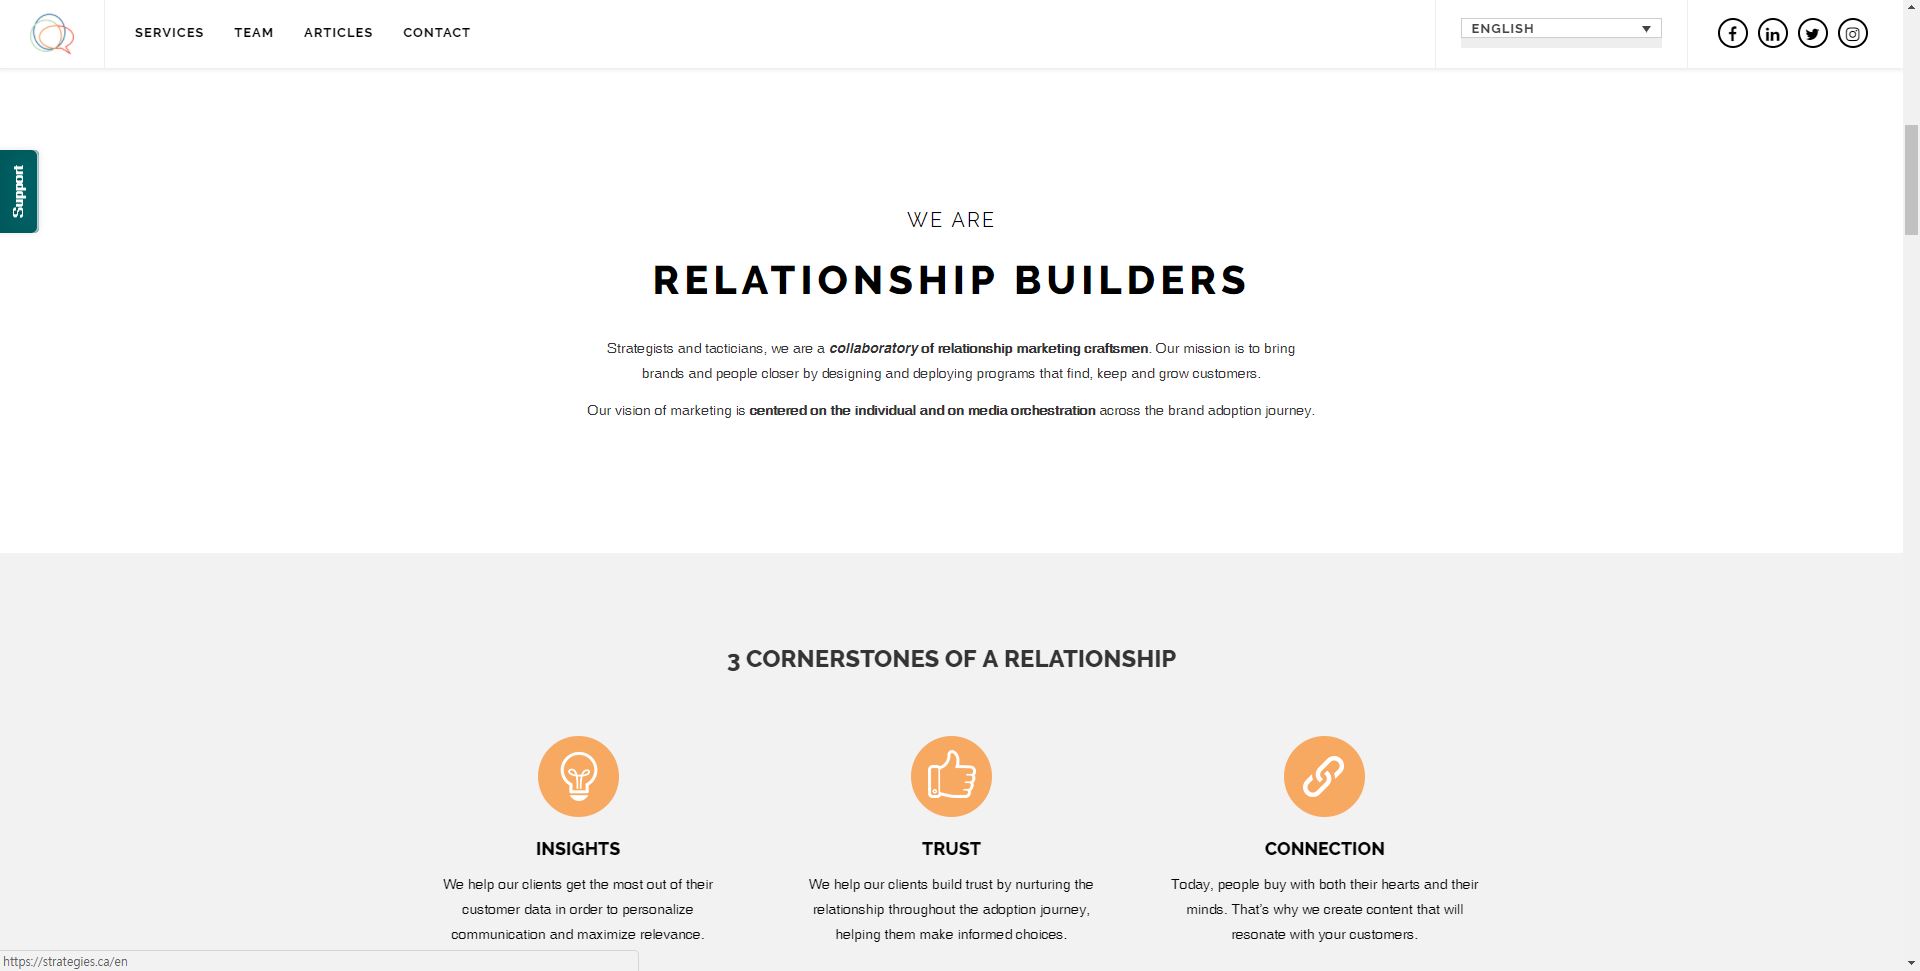 SERVICES TEAM ARTICLES CONTACT ENGLISH
Support
WE ARE
RELATIONSHIP BUILDERS
Strategists and tacticians, we are a collaboratory of relationship marketing craftsmen. Our mission is to bring
brands and people closer by designing and deploying programs that find, keep and grow customers.
Our vision of marketing is centered on the individual and on media orchestration across the brand adoption journey.
3 CORNERSTONES OF A RELATIONSHIP
INSIGHTS
We help our clients get the most out of their
customer data in order to personalize
communication and maximize relevance.
TRUST
We help our clients build trust by nurturing the
relationship throughout the adoption journey,
helping them make informed choices.
CONNECTION
Today, people buy with both their hearts and their
minds. That's why we create content that will
resonate with your customers.
https://strategies.ca/en